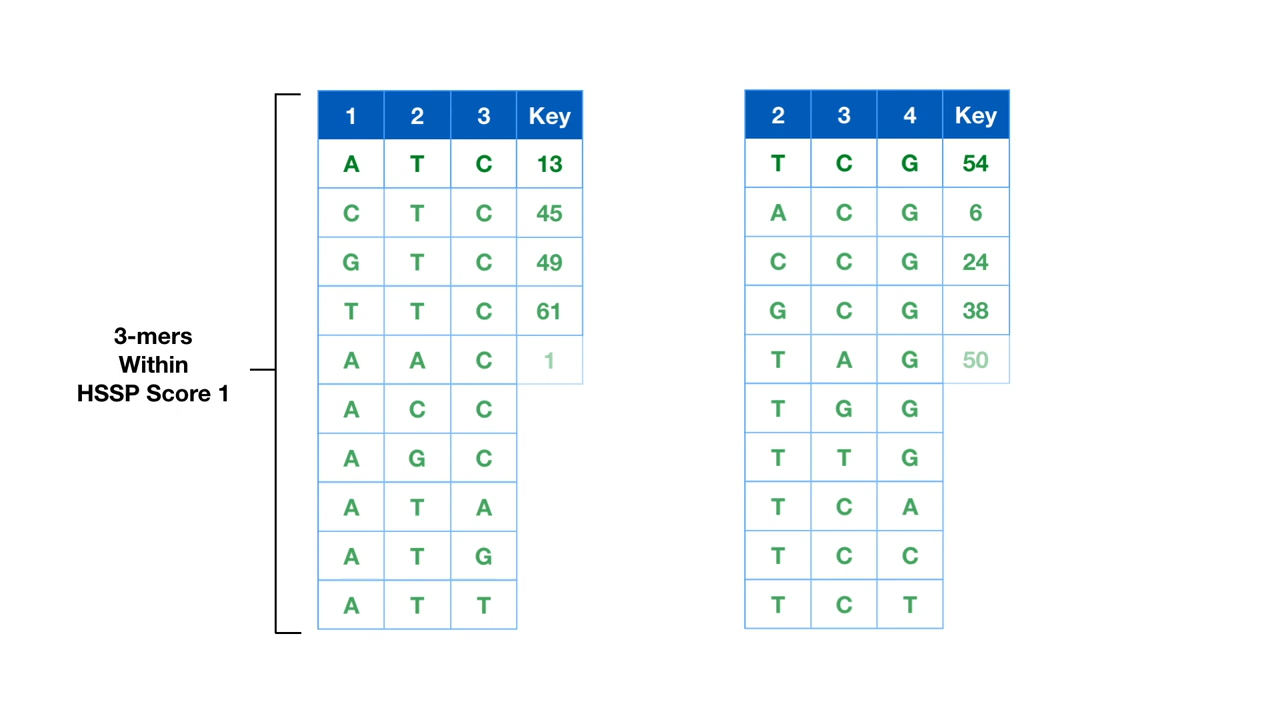 3-mers
Within
HSSP Score 1
1 2 3 Key
A T C 13
C T C 45
G T C 49
T T C 61
A A C 1
A C C
A G C
A T A
A T G
A T T
2 3 4 Key
T C G 54
A C G 6
C C G 24
G C G 38
T A G 50
T G G
T T G
T C A
T C C
T C T